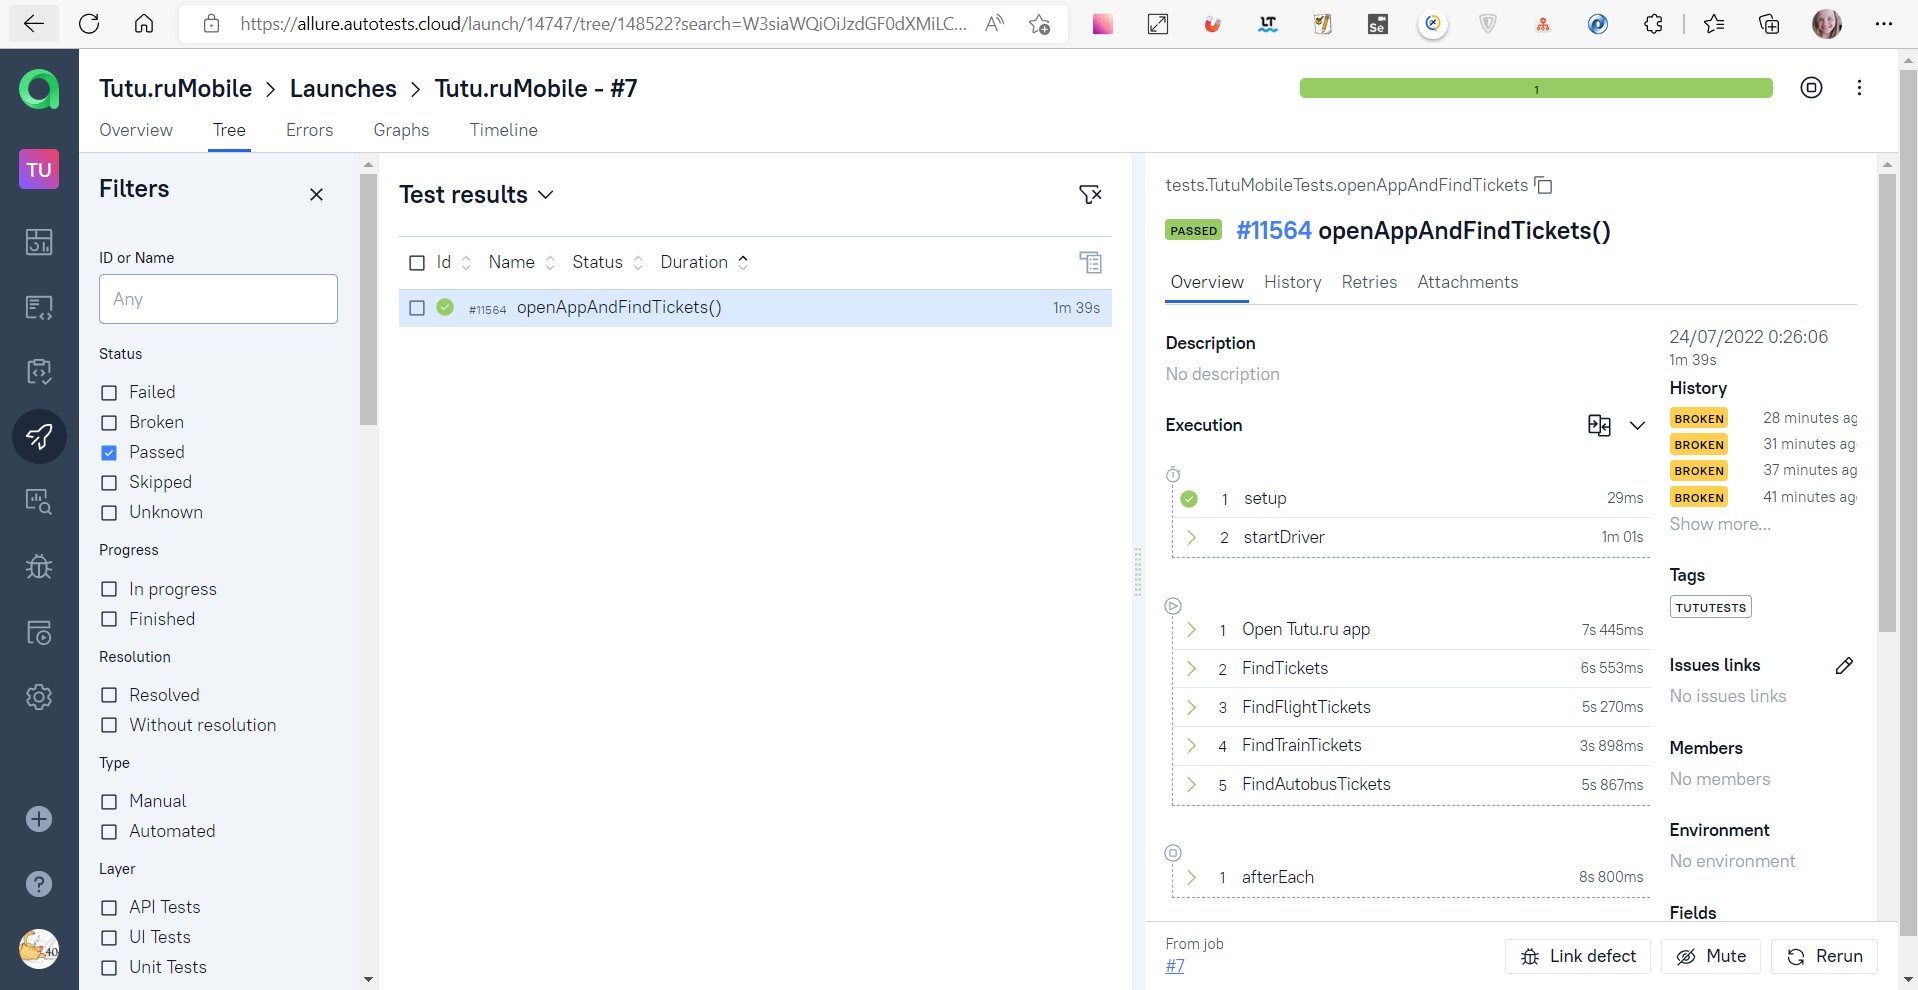 https://allure.autotests.cloud/launch/14747/tree/148522?search=W3siaWQiOiJzdGF0dXMiLC...
Tutu.ruMobile > Launches > Tutu.ruMobile - #7
1
Overview Tree Errors Graphs Timeline
TU
Filters
ID or Name
Any
Status
Failed
Broken
Passed
Skipped
Unknown
Progress
In progress
Finished
Resolution
Resolved
Without resolution
Type
Manual
Automated
Layer
API Tests
UI Tests
Unit Tests
Test results
Id Name Status Duration
#11564 openAppAndFindTickets() 1m 39s
tests.TutuMobileTests.openAppAndFindTickets
PASSED #11564 openAppAndFindTickets()
Overview History Retries Attachments
Description
No description
Execution
1 setup 29ms
2 startDriver 1m 01s
1 Open Tutu.ru app 7s 445ms
2 FindTickets 6s 553ms
3 FindFlightTickets 5s 270ms
4 FindTrainTickets 3s 898ms
5 FindAutobusTickets 5s 867ms
1 afterEach 8s 800ms
24/07/2022 0:26:06
1m 39s
History
BROKEN 28 minutes ag
BROKEN 31 minutes ag
BROKEN 37 minutes ag
BROKEN 41 minutes ag
Show more...
Tags
TUTUTESTS
Issues links
No issues links
Members
No members
Environment
No environment
Fields
From job
#7
Link defect Mute Rerun